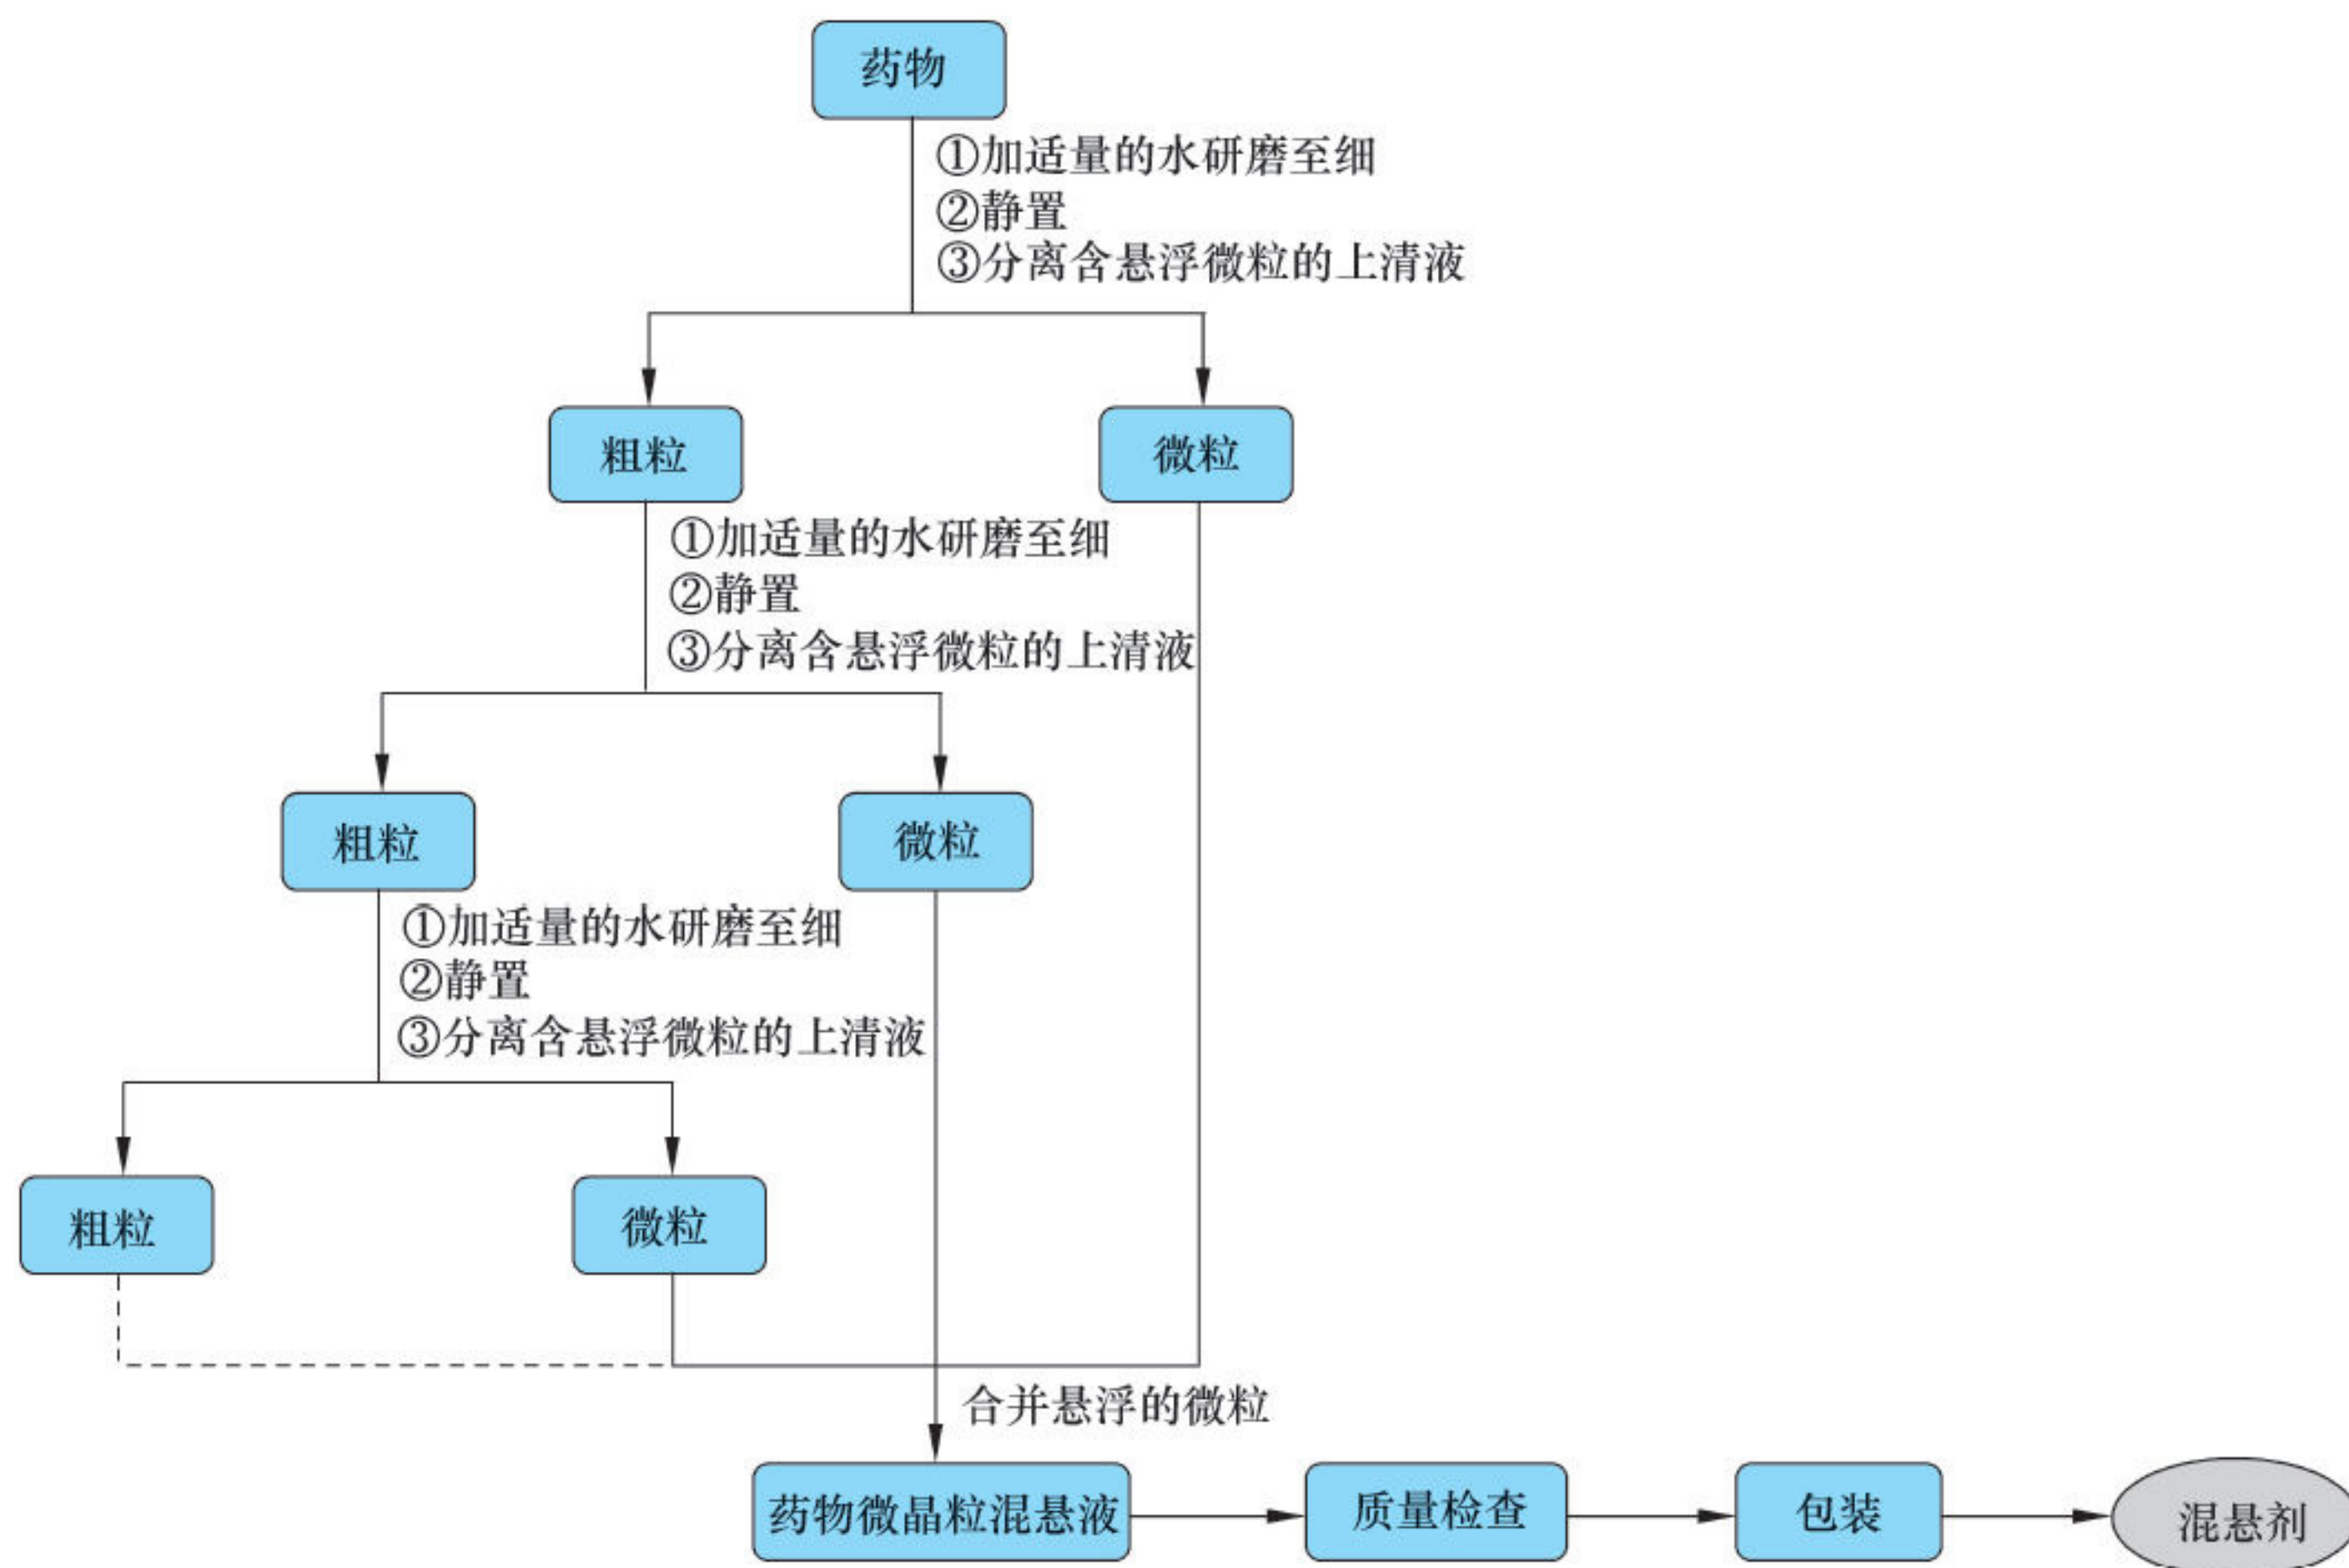 药物
①加适量的水研磨至细
②静置
③分离含悬浮微粒的上清液
粗粒
微粒
①加适量的水研磨至细
②静置
③分离含悬浮微粒的上清液
粗粒
微粒
①加适量的水研磨至细
②静置
③分离含悬浮微粒的上清液
粗粒
微粒
合并悬浮的微粒
药物微晶粒混悬液
质量检查
包装
混悬剂